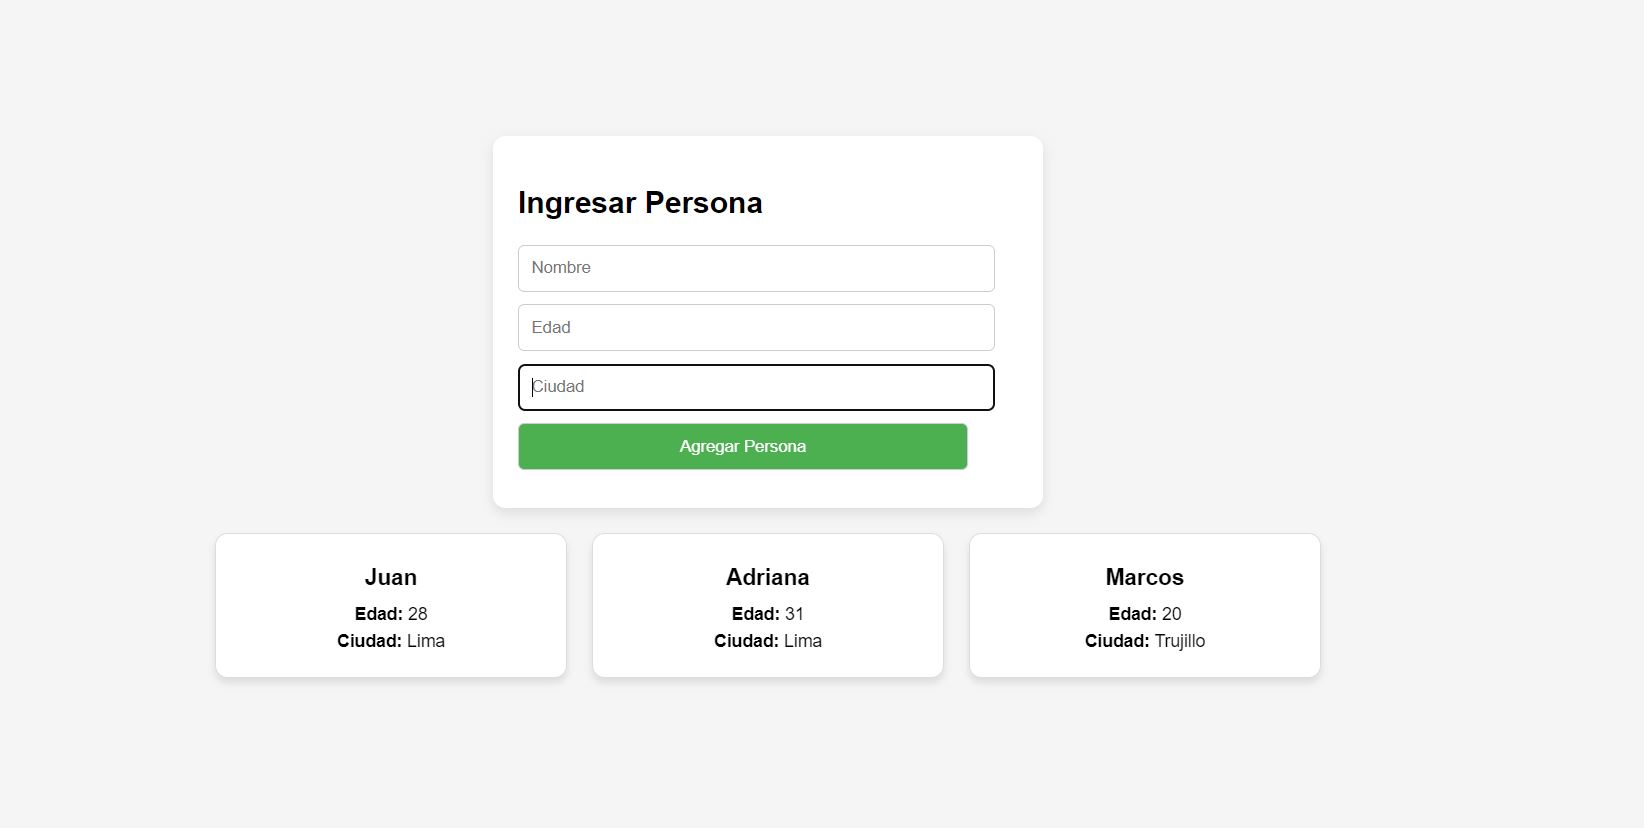 Ingresar Persona
Nombre
Edad
Ciudad
Agregar Persona
Juan
Edad: 28
Ciudad: Lima
Adriana
Edad: 31
Ciudad: Lima
Marcos
Edad: 20
Ciudad: Trujillo